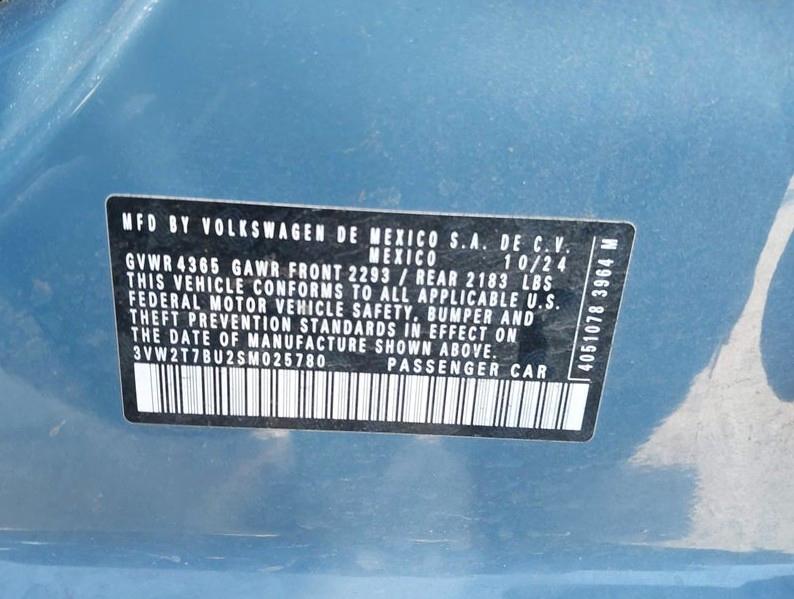 MFD BY VOLKSWAGEN DE MEXICO S.A. DE C.V.
MEXICO 10/24
GVWR 4365 GAWR FRONT 2293 / REAR 2183 LBS
THIS VEHICLE CONFORMS TO ALL APPLICABLE U.S.
FEDERAL MOTOR VEHICLE SAFETY, BUMPER AND
THEFT PREVENTION STANDARDS IN EFFECT ON
THE DATE OF MANUFACTURE SHOWN ABOVE.
3VW2T7BU2SM025780 PASSENGER CAR
4051078 3964 M